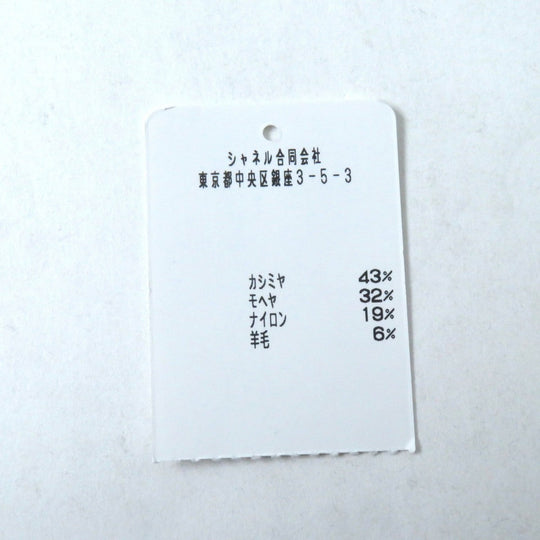 シャネル合同会社
東京都中央区銀座3-5-3
カシミヤ 43%
モヘヤ 32%
ナイロン 19%
羊毛 6%